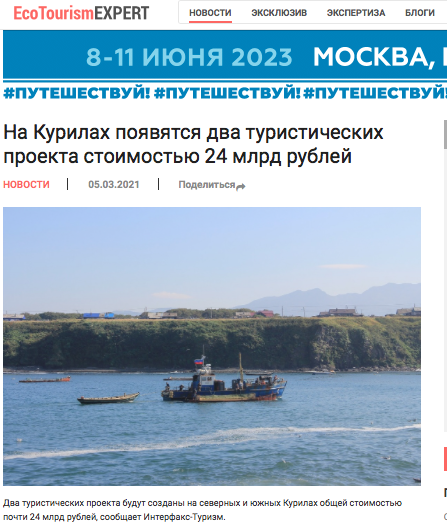 EcoTourismEXPERT
НОВОСТИ ЭКСКЛЮЗИВ ЭКСПЕРТИЗА БЛОГИ
8-11 ИЮНЯ 2023 МОСКВА,
#ПУТЕШЕСТВУЙ! #ПУТЕШЕСТВУЙ! #ПУТЕШЕСТВУЙ!
На Курилах появятся два туристических
проекта стоимостью 24 млрд рублей
НОВОСТИ 05.03.2021 Поделиться
Два туристических проекта будут созданы на северных и южных Курилах общей стоимостью
почти 24 млрд рублей, сообщает Интерфакс-Туризм.